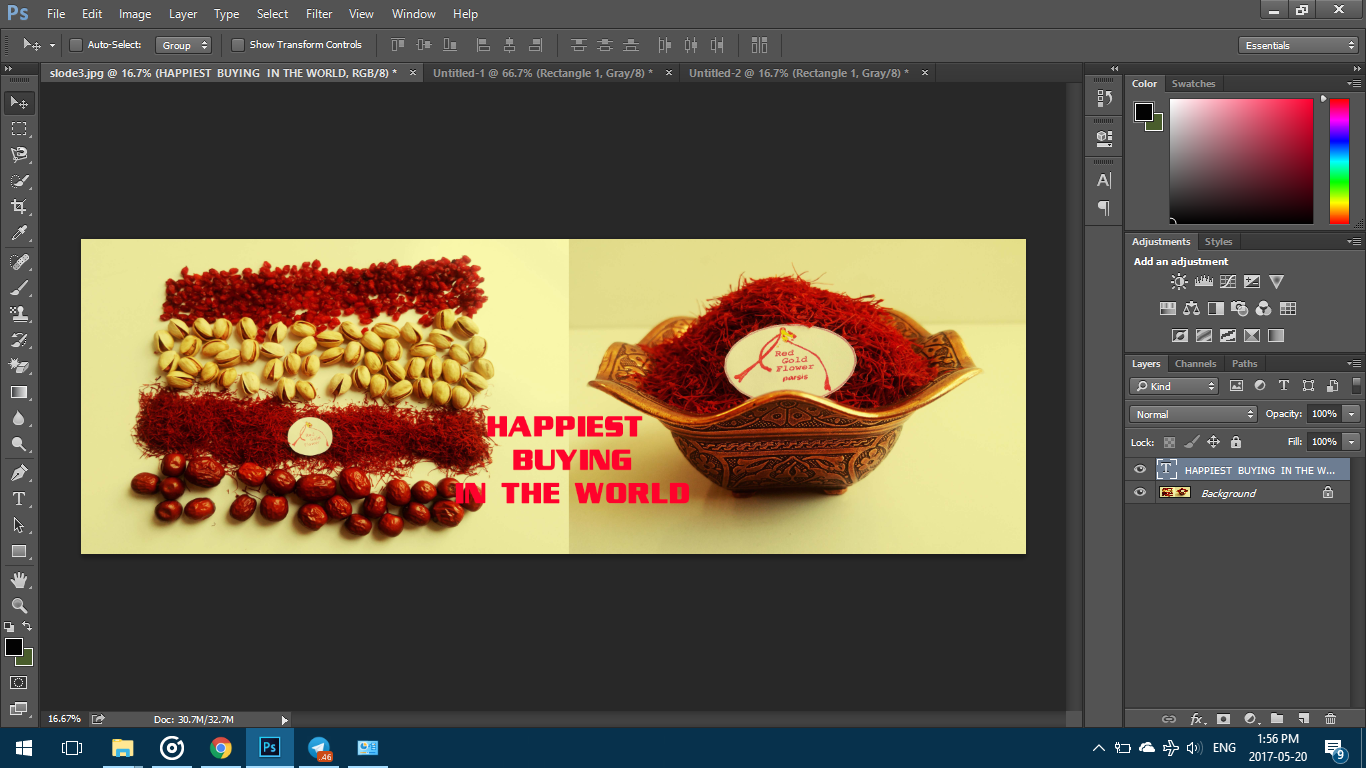 Ps File Edit Image Layer Type Select Filter View Window Help
Auto-Select: Group Show Transform Controls Essentials
slode3.jpg @ 16.7% (HAPPIEST BUYING IN THE WORLD, RGB/8) * × Untitled-1 @ 66.7% (Rectangle 1, Gray/8) * × Untitled-2 @ 16.7% (Rectangle 1, Gray/8) * ×
Color Swatches
Adjustments Styles
Add an adjustment
Red
Gold
Flower
parsis
HAPPIEST
BUYING
IN THE WORLD
Layers Channels Paths
Kind
Normal Opacity: 100%
Lock: Fill: 100%
T HAPPIEST BUYING IN THE W...
Background
16.67% Doc: 30.7M/32.7M
Ps .46 ENG 1:56 PM
2017-05-20 9